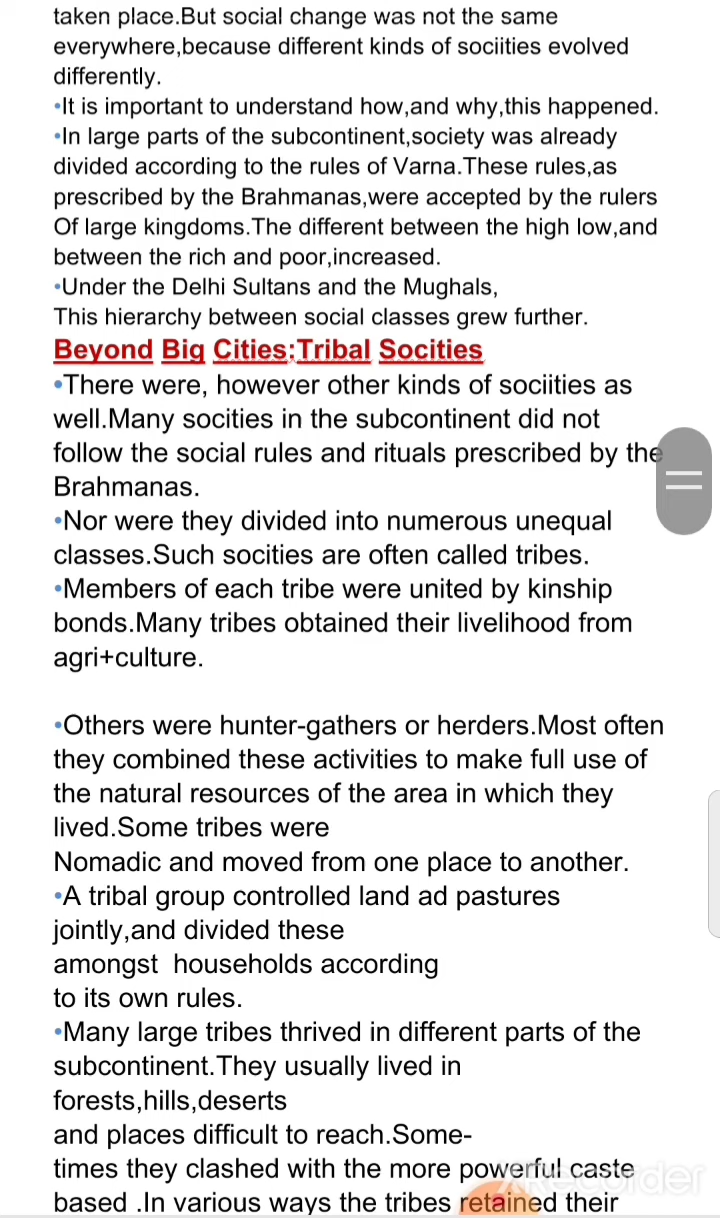 taken place.But social change was not the same
everywhere,because different kinds of sociities evolved
differently.
•It is important to understand how,and why,this happened.
•In large parts of the subcontinent,society was already
divided according to the rules of Varna.These rules,as
prescribed by the Brahmanas,were accepted by the rulers
Of large kingdoms.The different between the high low,and
between the rich and poor,increased.
•Under the Delhi Sultans and the Mughals,
This hierarchy between social classes grew further.
Beyond Big Cities:Tribal Socities
•There were, however other kinds of sociities as
well.Many socities in the subcontinent did not
follow the social rules and rituals prescribed by the
Brahmanas.
•Nor were they divided into numerous unequal
classes.Such socities are often called tribes.
•Members of each tribe were united by kinship
bonds.Many tribes obtained their livelihood from
agri+culture.
•Others were hunter-gathers or herders.Most often
they combined these activities to make full use of
the natural resources of the area in which they
lived.Some tribes were
Nomadic and moved from one place to another.
•A tribal group controlled land ad pastures
jointly,and divided these
amongst  households according
to its own rules.
•Many large tribes thrived in different parts of the
subcontinent.They usually lived in
forests,hills,deserts
and places difficult to reach.Some-
times they clashed with the more powerful caste
based .In various ways the tribes retained their
XRecorder